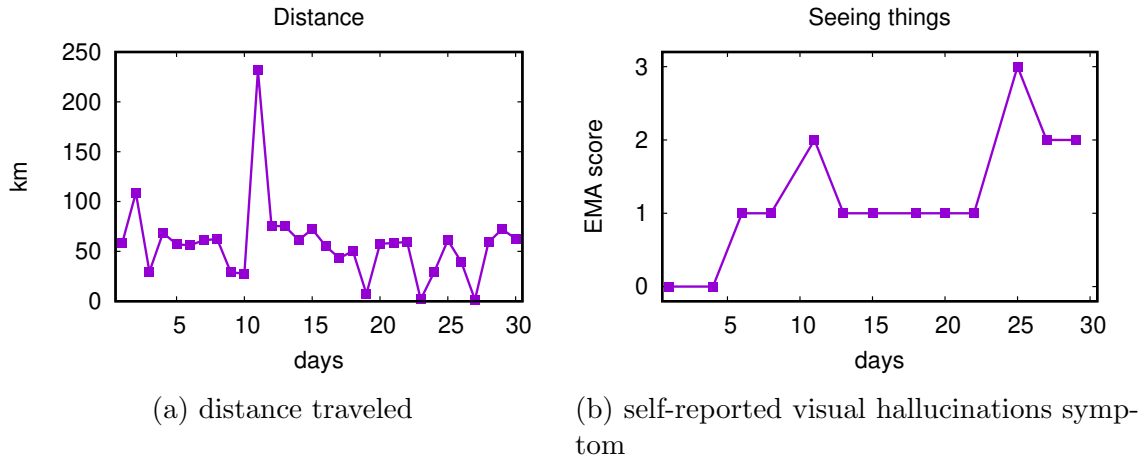 Distance
250
200
150
100
50
0
km
5 10 15 20 25 30
days
(a) distance traveled
Seeing things
3
2
1
0
EMA score
5 10 15 20 25 30
days
(b) self-reported visual hallucinations symp-
tom